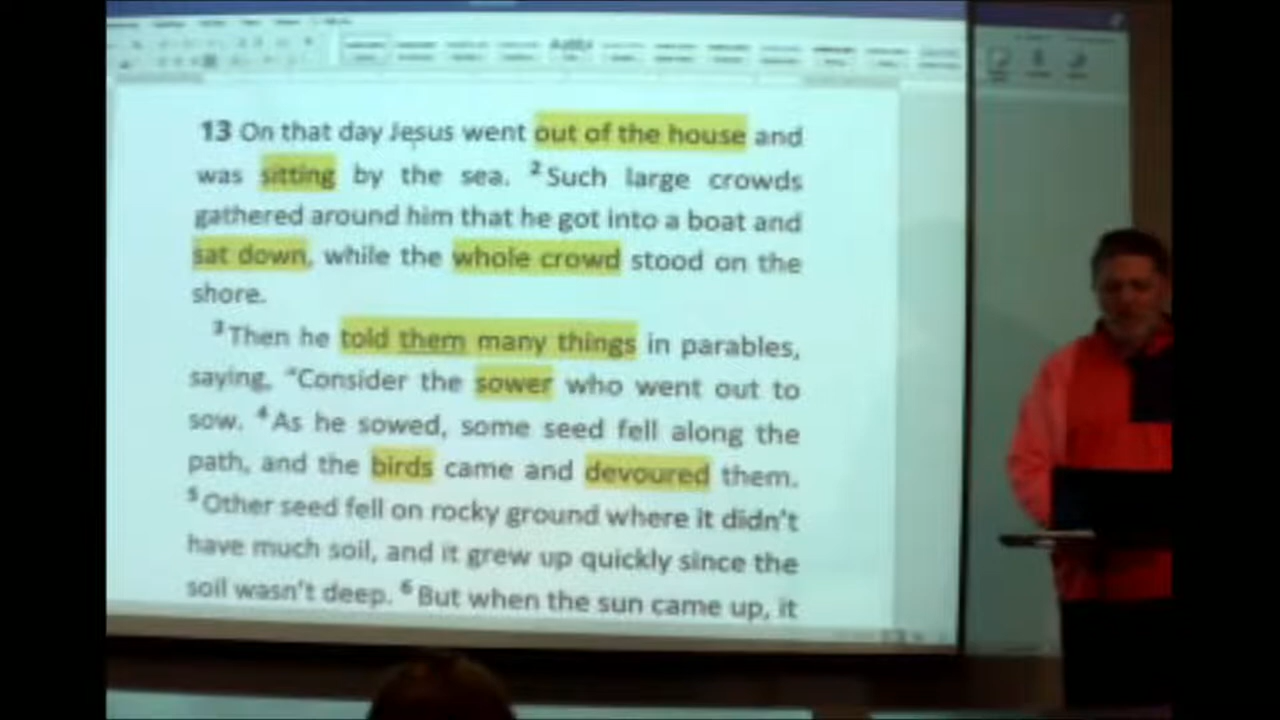 13 On that day Jesus went out of the house and
was sitting by the sea. 2 Such large crowds
gathered around him that he got into a boat and
sat down, while the whole crowd stood on the
shore.
3 Then he told them many things in parables,
saying, “Consider the sower who went out to
sow. 4 As he sowed, some seed fell along the
path, and the birds came and devoured them.
5 Other seed fell on rocky ground where it didn't
have much soil, and it grew up quickly since the
soil wasn't deep. 6 But when the sun came up, it